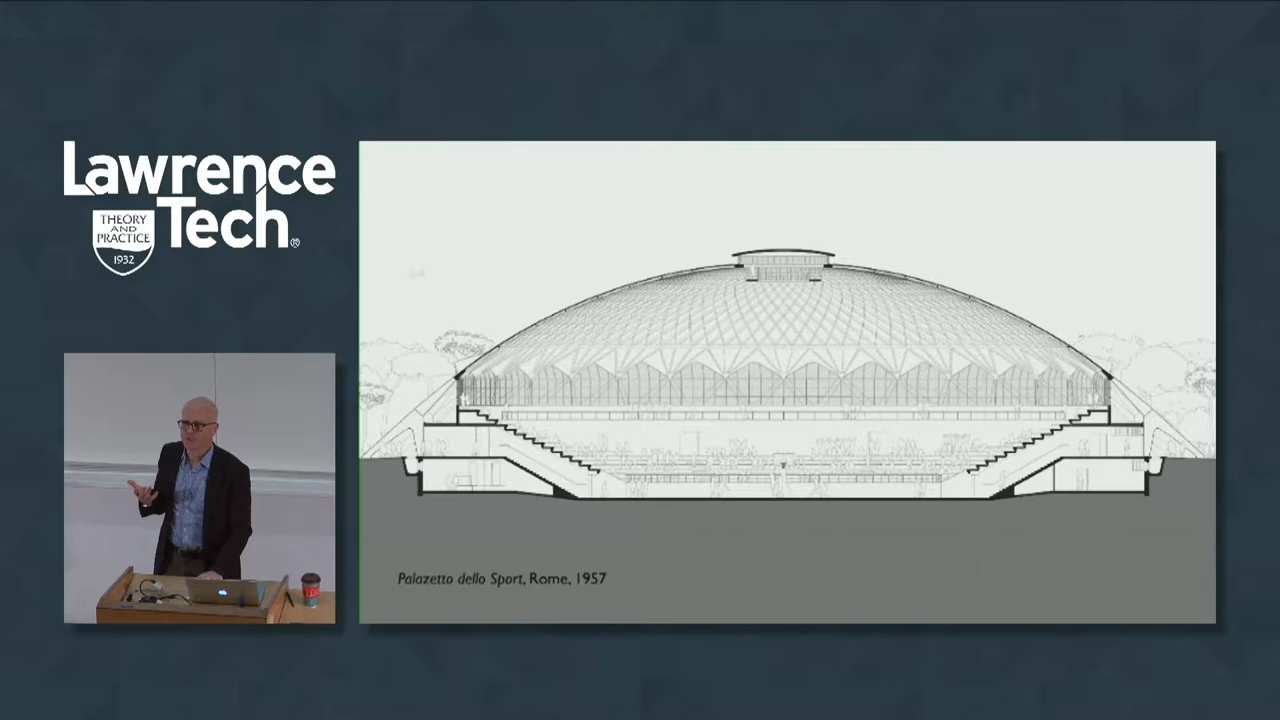 Lawrence
Tech®
THEORY
AND
PRACTICE
1932
Palazetto dello Sport, Rome, 1957